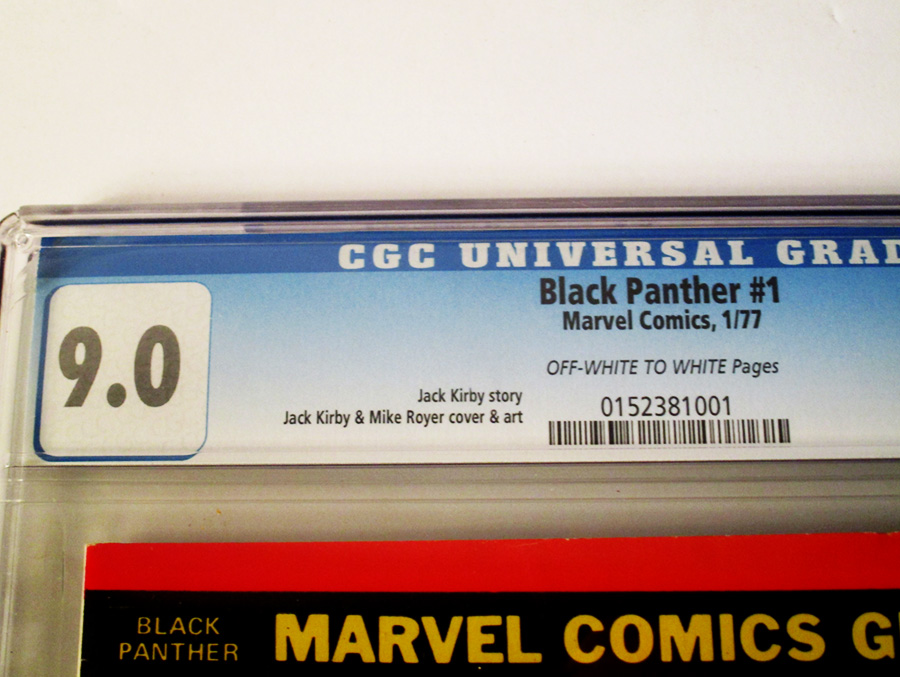 CGC UNIVERSAL GRAD
Black Panther #1
Marvel Comics, 1/77
9.0
OFF-WHITE TO WHITE Pages
Jack Kirby story
Jack Kirby & Mike Royer cover & art
0152381001
BLACK
PANTHER
MARVEL COMICS G